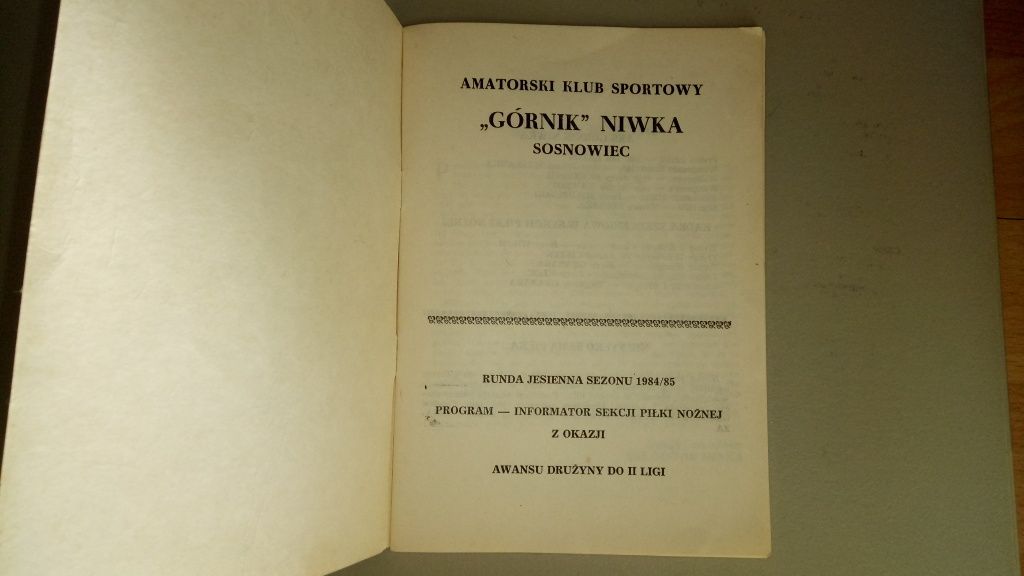 AMATORSKI KLUB SPORTOWY
„GÓRNIK” NIWKA
SOSNOWIEC
RUNDA JESIENNA SEZONU 1984/85
PROGRAM — INFORMATOR SEKCJI PIŁKI NOŻNEJ
Z OKAZJI
AWANSU DRUŻYNY DO II LIGI